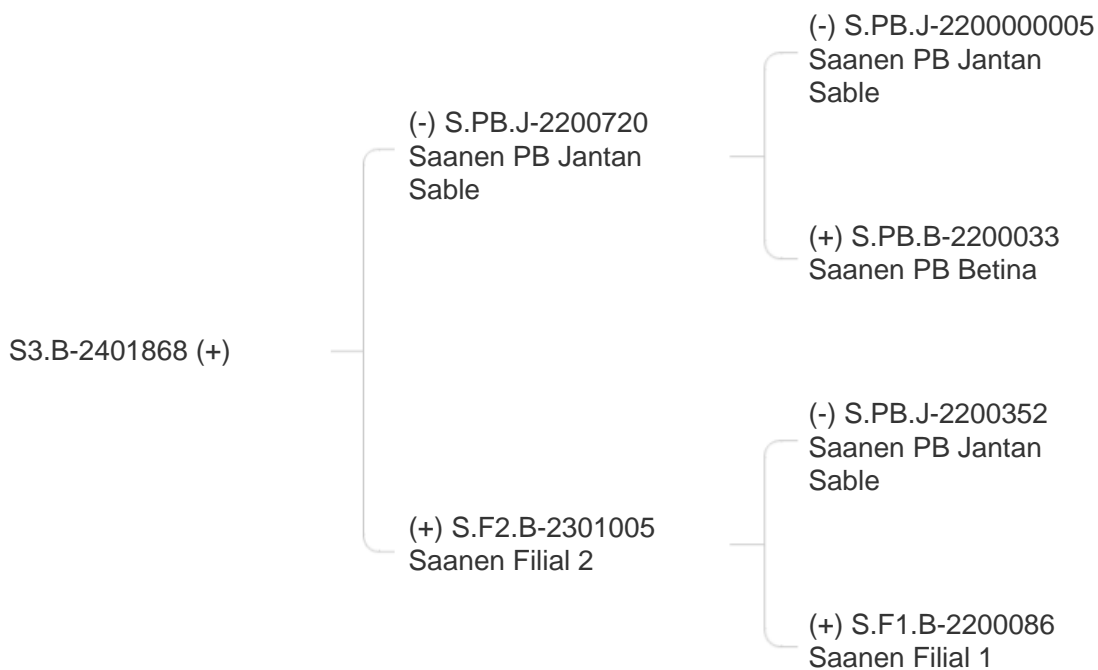 (-) S.PB.J-2200000005
Saanen PB Jantan
Sable
(-) S.PB.J-2200720
Saanen PB Jantan
Sable
(+) S.PB.B-2200033
Saanen PB Betina
S3.B-2401868 (+)
(-) S.PB.J-2200352
Saanen PB Jantan
Sable
(+) S.F2.B-2301005
Saanen Filial 2
(+) S.F1.B-2200086
Saanen Filial 1